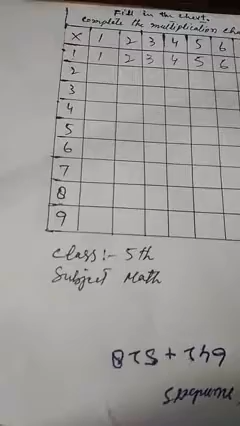 Fill in the chart.
complete the multiplication cha
X 1 2 3 4 5 6
1 1 2 3 4 5 6
2
3
4
5
6
7
8
9
Class:- 5th
Subject Math
642 + 528